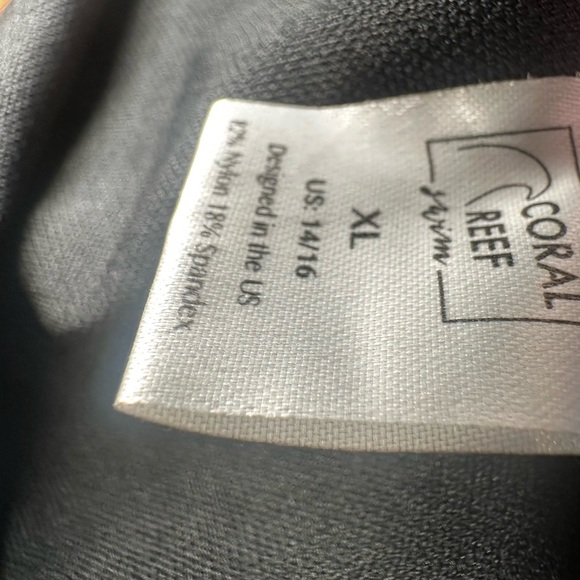 CORAL
REEF
swim
XL
US: 14/16
Designed in the US
Nylon 18% Spandex